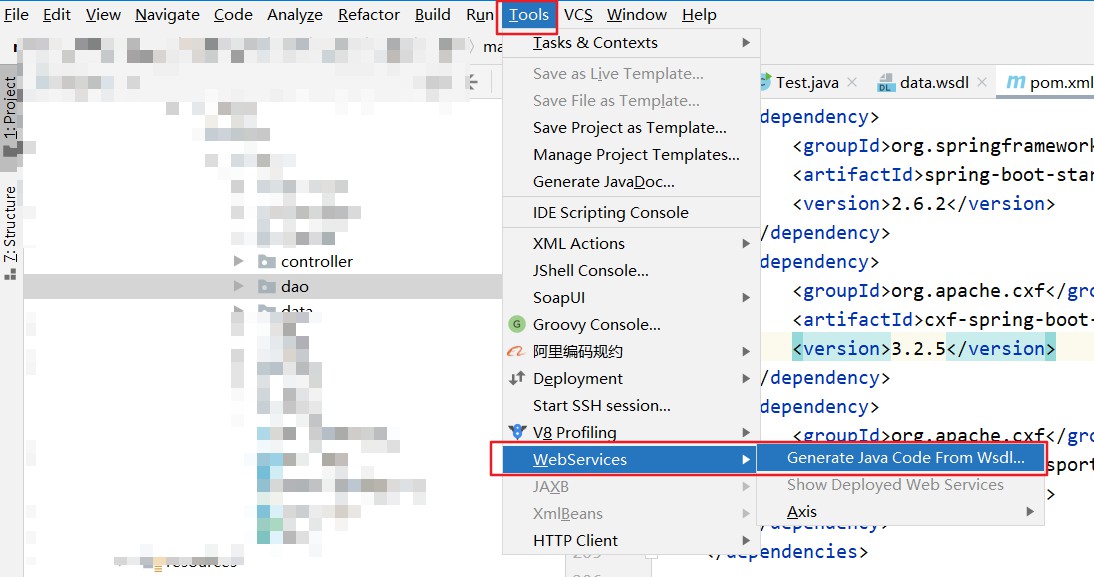 File Edit View Navigate Code Analyze Refactor Build Run Tools VCS Window Help
1: Project
Z: Structure
controller
dao
data
resources
Tasks & Contexts
Save as Live Template...
Save File as Template...
Save Project as Template...
Manage Project Templates...
Generate JavaDoc...
IDE Scripting Console
XML Actions
JShell Console...
SoapUI
Groovy Console...
阿里编码规约
Deployment
Start SSH session...
V8 Profiling
WebServices
JAXB
XmlBeans
HTTP Client
Generate Java Code From Wsdl...
Show Deployed Web Services
Axis
Test.java data.wsdl pom.xml
dependency>
<groupId>org.springframework
<artifactId>spring-boot-star
<version>2.6.2</version>
/dependency>
dependency>
<groupId>org.apache.cxf</gro
<artifactId>cxf-spring-boot-
<version>3.2.5</version>
/dependency>
dependency>
<groupId>org.apache.cxf</gro
sport
>
/dependency>
</dependencies>